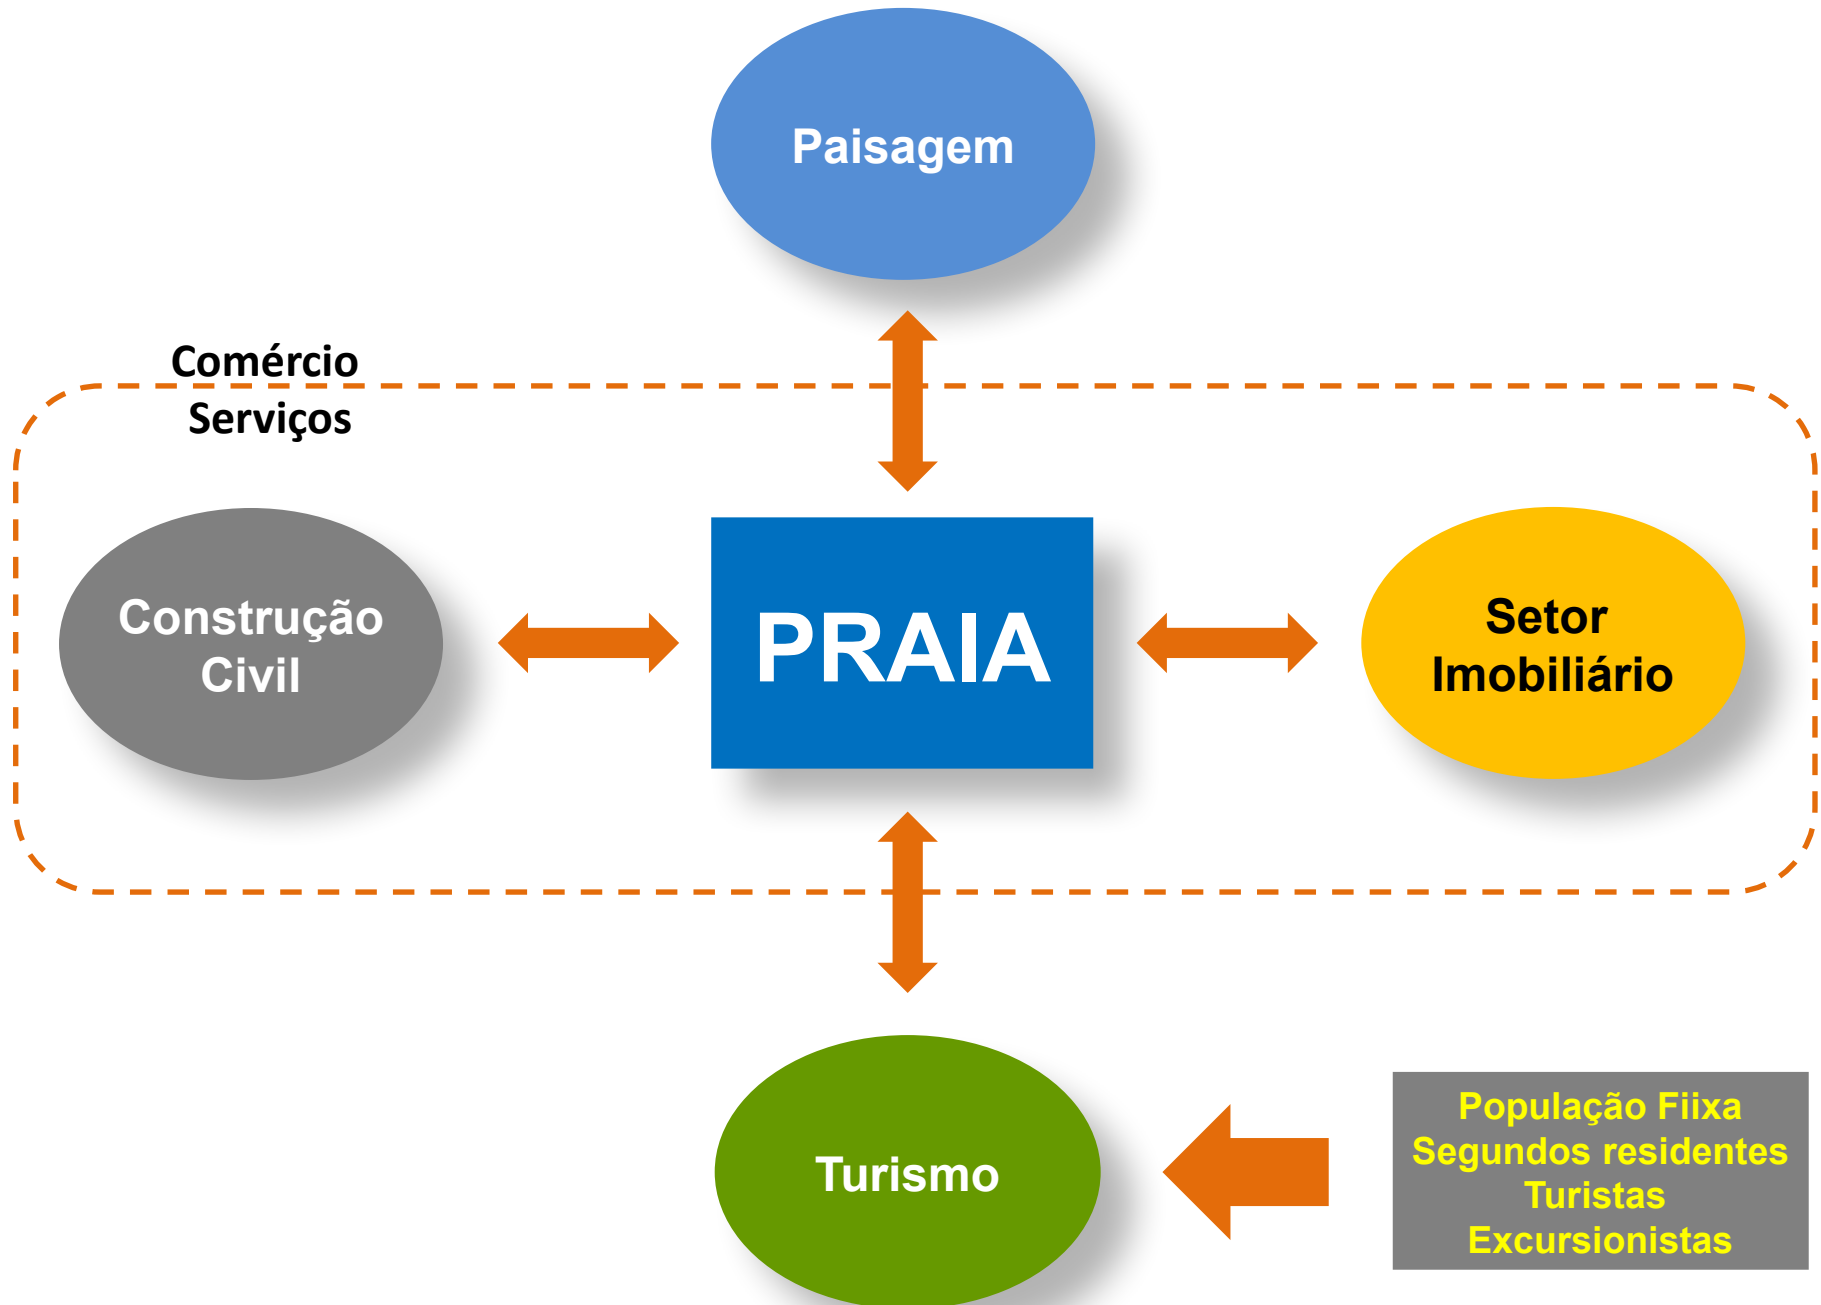 Paisagem
Comércio
Serviços
Construção
Civil
PRAIA
Setor
Imobiliário
Turismo
População Fiixa
Segundos residentes
Turistas
Excursionistas